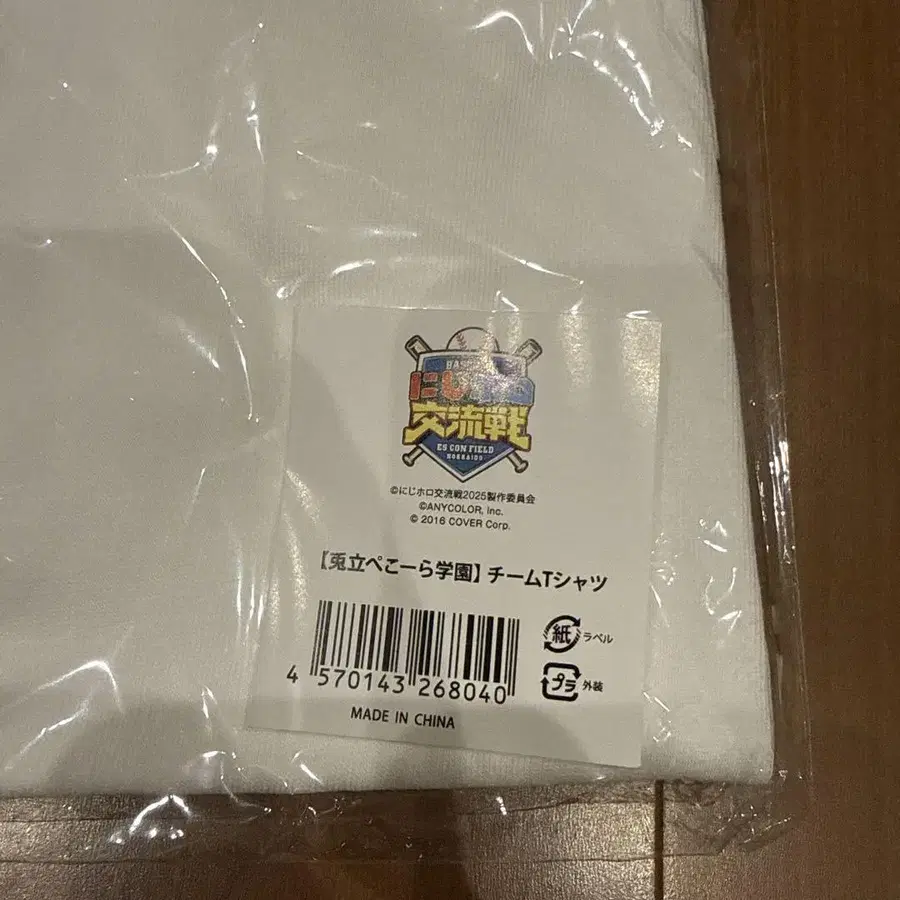 にじホロ
交流戦
ES CON FIELD
HOKKAIDO
©にじホロ交流戦2025製作委員会
©ANYCOLOR, Inc.
© 2016 COVER Corp.
【兎立ぺこーら学園】チームTシャツ
紙 ラベル
プラ 外装
4 570143 268040
MADE IN CHINA